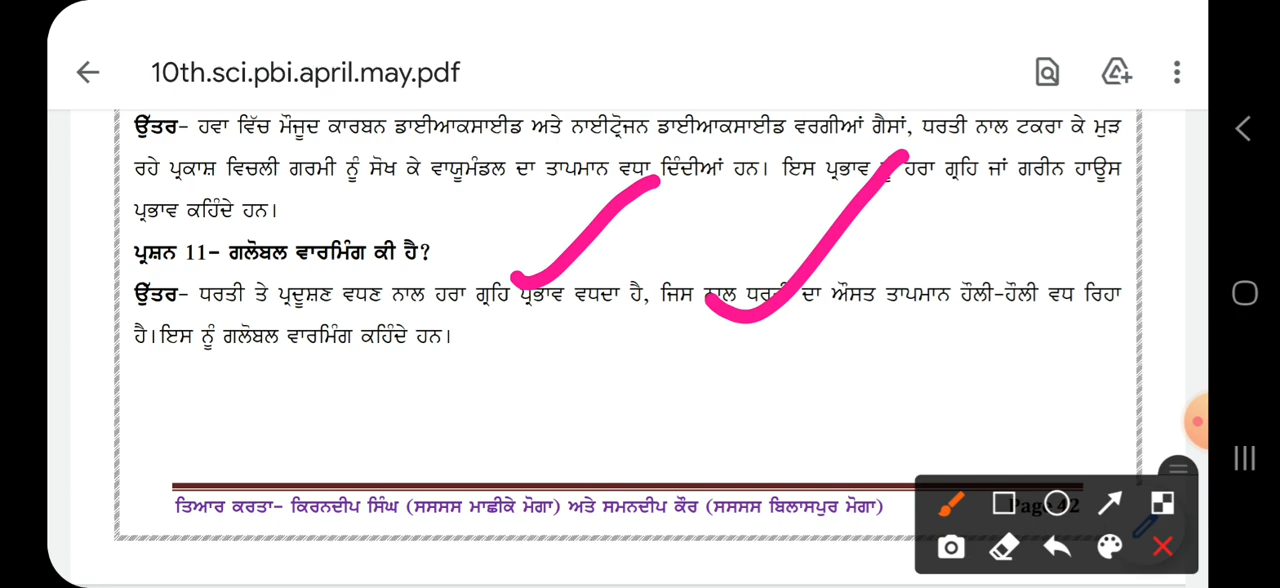 10th.sci.pbi.april.may.pdf
ਉੱਤਰ- ਹਵਾ ਵਿੱਚ ਮੌਜੂਦ ਕਾਰਬਨ ਡਾਈਆਕਸਾਈਡ ਅਤੇ ਨਾਈਟ੍ਰੋਜਨ ਡਾਈਆਕਸਾਈਡ ਵਰਗੀਆਂ ਗੈਸਾਂ, ਧਰਤੀ ਨਾਲ ਟਕਰਾ ਕੇ ਮੁੜ
ਰਹੇ ਪ੍ਰਕਾਸ਼ ਵਿਚਲੀ ਗਰਮੀ ਨੂੰ ਸੋਖ ਕੇ ਵਾਯੂਮੰਡਲ ਦਾ ਤਾਪਮਾਨ ਵਧਾ ਦਿੰਦੀਆਂ ਹਨ। ਇਸ ਪ੍ਰਭਾਵ ਨੂੰ ਹਰਾ ਗ੍ਰਹਿ ਜਾਂ ਗਰੀਨ ਹਾਊਸ
ਪ੍ਰਭਾਵ ਕਹਿੰਦੇ ਹਨ।
ਪ੍ਰਸ਼ਨ 11- ਗਲੋਬਲ ਵਾਰਮਿੰਗ ਕੀ ਹੈ?
ਉੱਤਰ- ਧਰਤੀ ਤੇ ਪ੍ਰਦੂਸ਼ਣ ਵਧਣ ਨਾਲ ਹਰਾ ਗ੍ਰਹਿ ਪ੍ਰਭਾਵ ਵਧਦਾ ਹੈ, ਜਿਸ ਨਾਲ ਧਰਤੀ ਦਾ ਔਸਤ ਤਾਪਮਾਨ ਹੌਲੀ-ਹੌਲੀ ਵਧ ਰਿਹਾ
ਹੈ।ਇਸ ਨੂੰ ਗਲੋਬਲ ਵਾਰਮਿੰਗ ਕਹਿੰਦੇ ਹਨ।
ਤਿਆਰ ਕਰਤਾ- ਕਿਰਨਦੀਪ ਸਿੰਘ (ਸਸਸਸ ਮਾਛੀਕੇ ਮੋਗਾ) ਅਤੇ ਸਮਨਦੀਪ ਕੌਰ (ਸਸਸਸ ਬਿਲਾਸਪੁਰ ਮੋਗਾ) Page 42